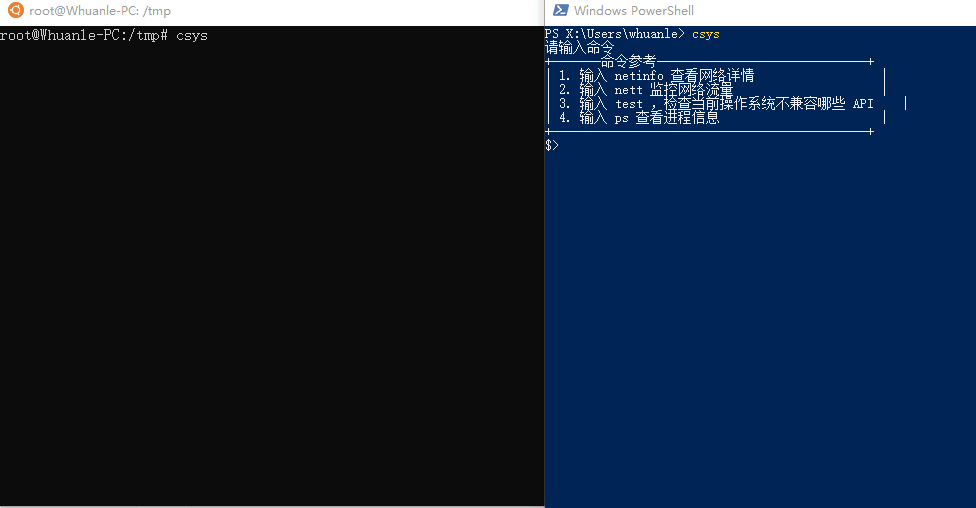 root@Whuanle-PC: /tmp
root@Whuanle-PC:/tmp# csys
Windows PowerShell
PS X:\Users\whuanle> csys
请输入命令
+———命令参考——————————————+
| 1. 输入 netinfo 查看网络详情 |
| 2. 输入 nett 监控网络流量 |
| 3. 输入 test ，检查当前操作系统不兼容哪些 API |
| 4. 输入 ps 查看进程信息 |
+—————————————————————+
$>